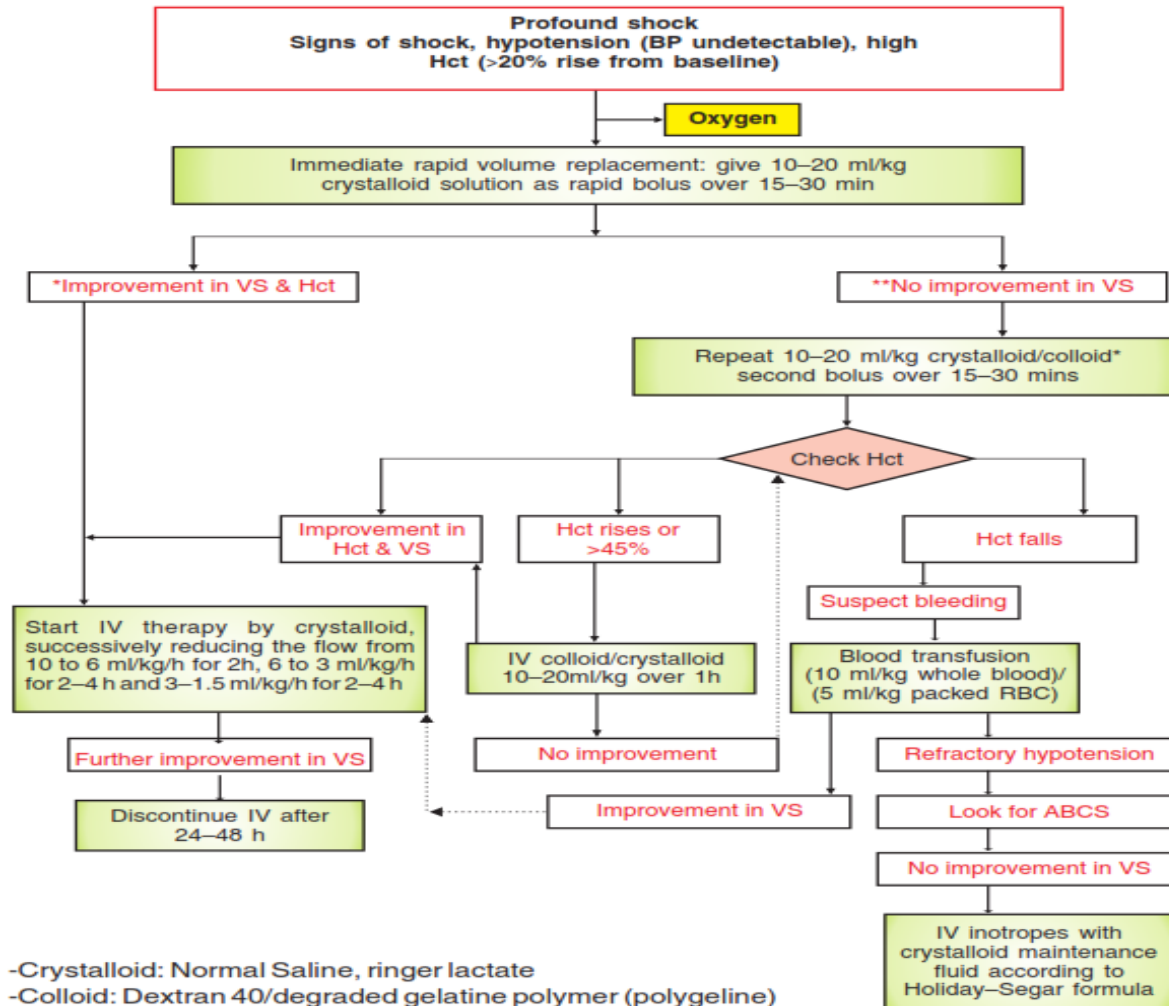 Profound shock
Signs of shock, hypotension (BP undetectable), high
Hct (>20% rise from baseline)
Oxygen
Immediate rapid volume replacement: give 10–20 ml/kg
crystalloid solution as rapid bolus over 15–30 min
*Improvement in VS & Hct
**No improvement in VS
Repeat 10–20 ml/kg crystalloid/colloid*
second bolus over 15–30 mins
Check Hct
Improvement in
Hct & VS
Hct rises or
>45%
Hct falls
Suspect bleeding
Start IV therapy by crystalloid,
successively reducing the flow from
10 to 6 ml/kg/h for 2h, 6 to 3 ml/kg/h
for 2–4 h and 3–1.5 ml/kg/h for 2–4 h
IV colloid/crystalloid
10–20ml/kg over 1h
Blood transfusion
(10 ml/kg whole blood)/
(5 ml/kg packed RBC)
Further improvement in VS
No improvement
Refractory hypotension
Discontinue IV after
24–48 h
Improvement in VS
Look for ABCS
No improvement in VS
IV inotropes with
crystalloid maintenance
fluid according to
Holiday–Segar formula
-Crystalloid: Normal Saline, ringer lactate
-Colloid: Dextran 40/degraded gelatine polymer (polygeline)